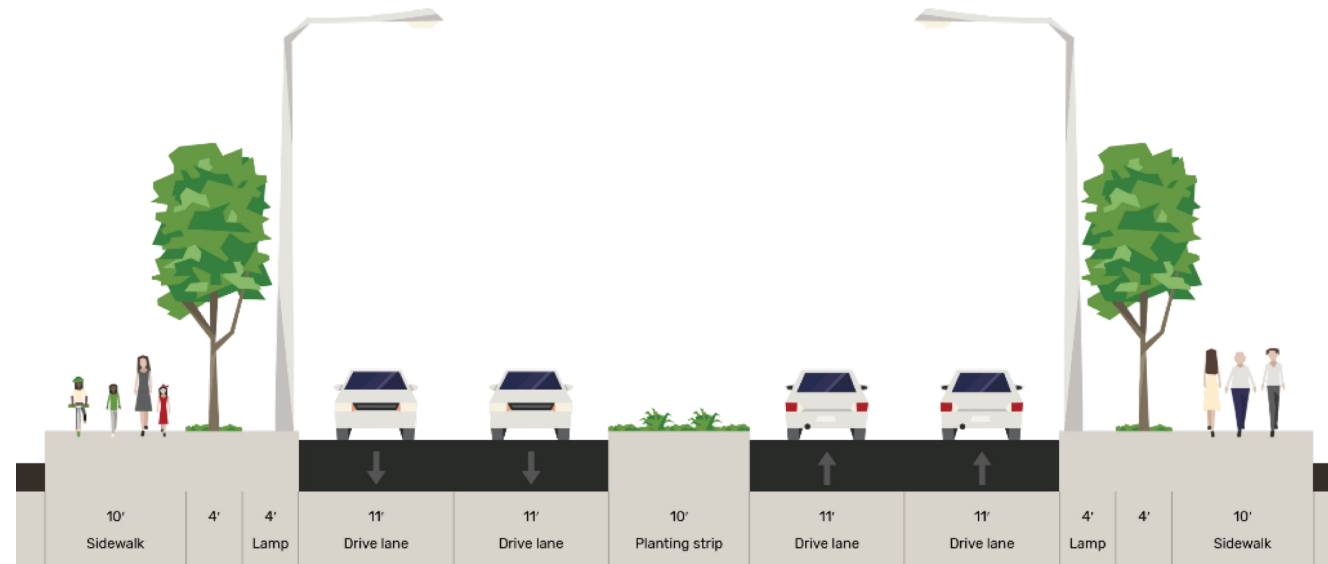 10′ 4′ 4′ 11′ 11′ 10′ 11′ 11′ 4′ 4′ 10′
Sidewalk Lamp Drive lane Drive lane Planting strip Drive lane Drive lane Lamp Sidewalk